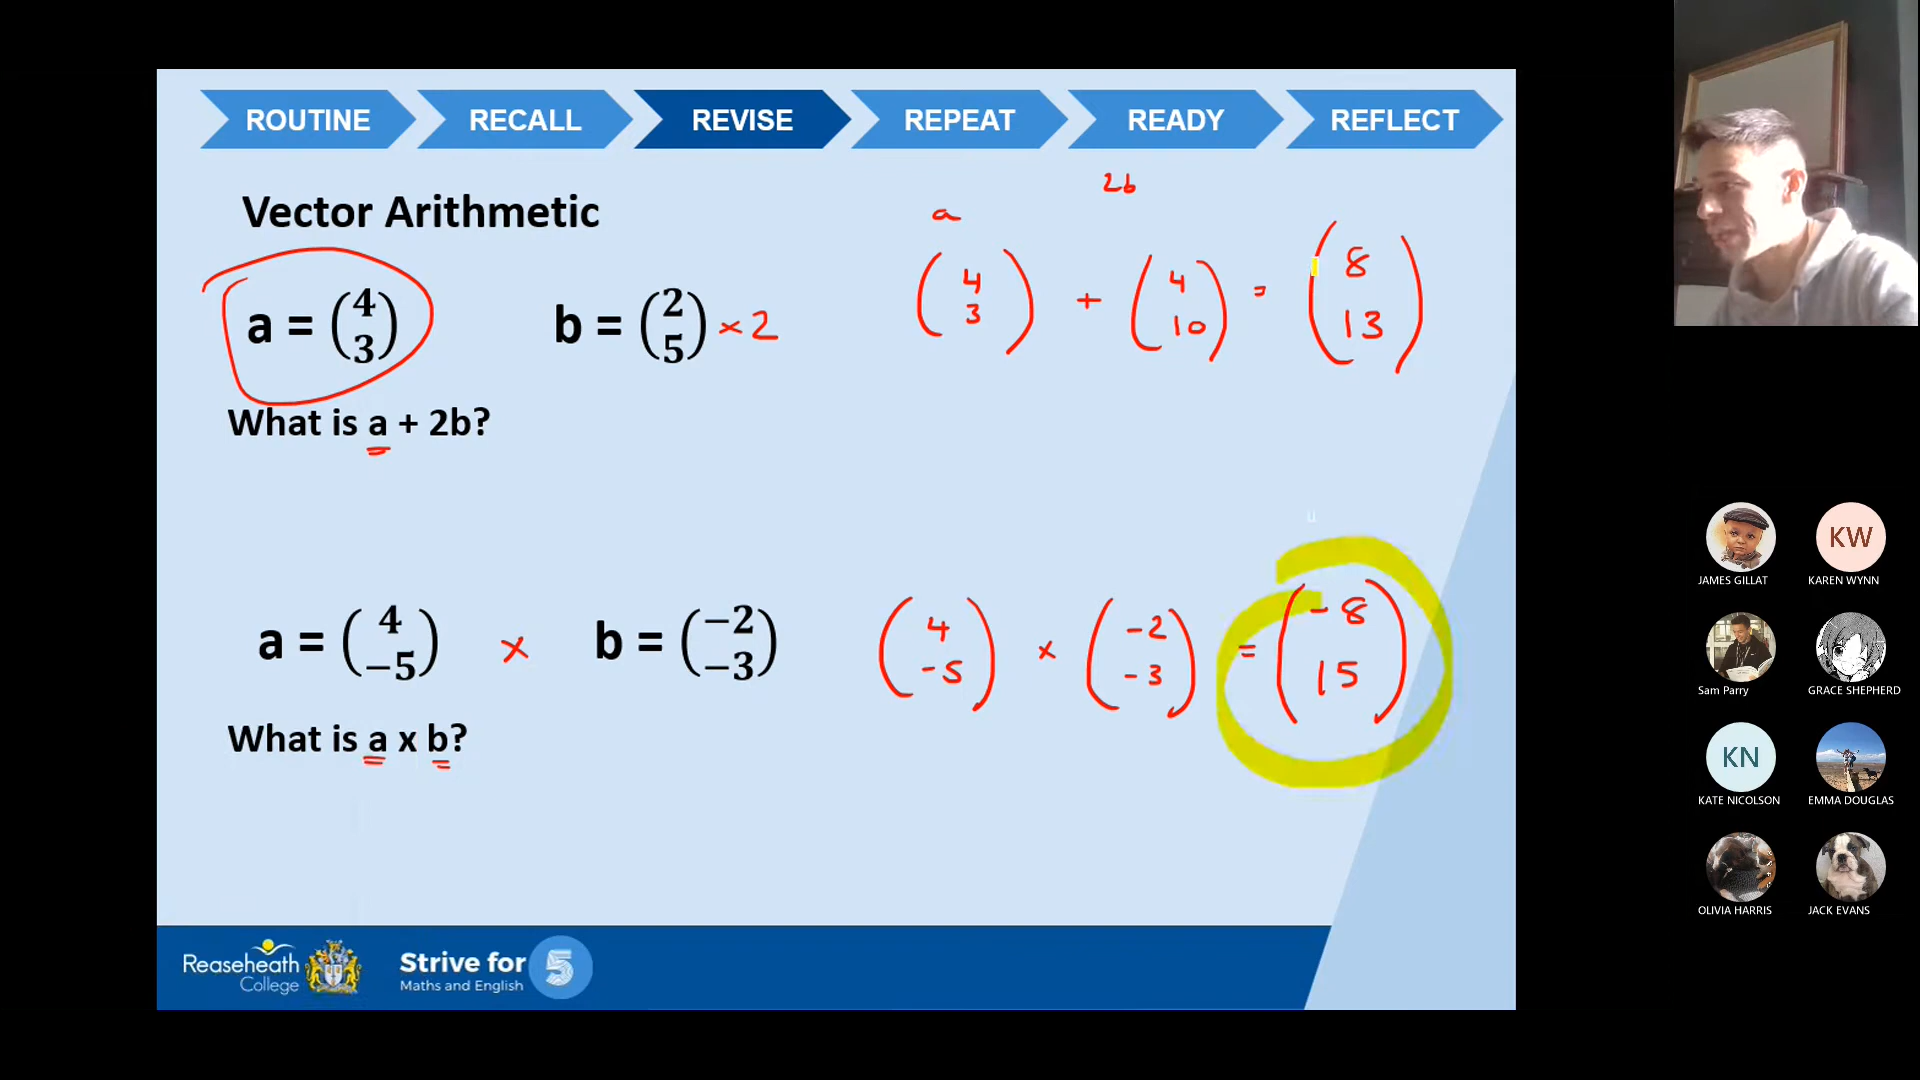 ROUTINE RECALL REVISE REPEAT READY REFLECT
Vector Arithmetic
a 2b
a = (4 3) b = (2 5) × 2
(4 3) + (4 10) = (8 13)
What is a + 2b?
a = (4 −5) × b = (−2 −3)
(4 -5) × (-2 -3) = (-8 15)
What is a x b?
Reaseheath
College
Strive for 5
Maths and English
JAMES GILLAT KW KAREN WYNN
Sam Parry GRACE SHEPHERD
KN KATE NICOLSON EMMA DOUGLAS
OLIVIA HARRIS JACK EVANS